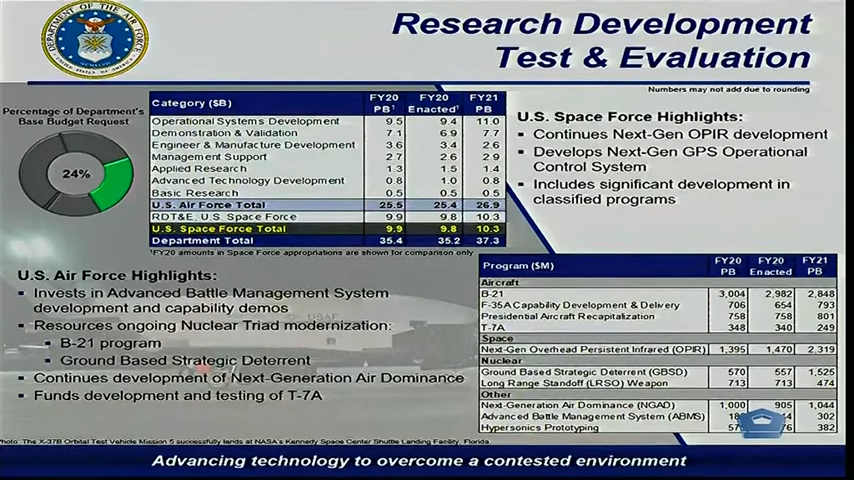 Research Development
Test & Evaluation
Numbers may not add due to rounding
DEPARTMENT OF THE AIR FORCE
UNITED STATES OF AMERICA
Percentage of Department's
Base Budget Request
24%
Category ($B) FY20 PB¹ FY20 Enacted¹ FY21 PB
Operational Systems Development 9.5 9.4 11.0
Demonstration & Validation 7.1 6.9 7.7
Engineer & Manufacture Development 3.6 3.4 2.6
Management Support 2.7 2.6 2.9
Applied Research 1.3 1.5 1.4
Advanced Technology Development 0.8 0.8
Basic Research 0.5 0.5 0.5
U.S. Air Force Total 25.5 25.4 26.9
RDT&E, U.S. Space Force 9.9 9.8 10.3
U.S. Space Force Total 9.9 9.8 10.3
Department Total 35.4 35.2 37.3
¹FY20 amounts in Space Force appropriations are shown for comparison only
U.S. Space Force Highlights:
▪ Continues Next-Gen OPIR development
▪ Develops Next-Gen GPS Operational
Control System
▪ Includes significant development in
classified programs
U.S. Air Force Highlights:
▪ Invests in Advanced Battle Management System
development and capability demos
▪ Resources ongoing Nuclear Triad modernization:
▪ B-21 program
▪ Ground Based Strategic Deterrent
▪ Continues development of Next-Generation Air Dominance
▪ Funds development and testing of T-7A
USAF
Program ($M) FY20 PB FY20 Enacted FY21 PB
Aircraft
B-21 3,004 2,982 2,848
F-35A Capability Development & Delivery 706 654 793
Presidential Aircraft Recapitalization 758 758 801
T-7A 348 340 249
Space
Next-Gen Overhead Persistent Infrared (OPIR) 1,395 1,470 2,319
Nuclear
Ground Based Strategic Deterrent (GBSD) 570 557 1,525
Long Range Standoff (LRSO) Weapon 713 713 474
Other
Next-Generation Air Dominance (NGAD) 1,000 905 1,044
Advanced Battle Management System (ABMS) 302
Hypersonics Prototyping 382
Photo: The X-37B Orbital Test Vehicle Mission 5 successfully lands at NASA's Kennedy Space Center Shuttle Landing Facility, Florida
Advancing technology to overcome a contested environment